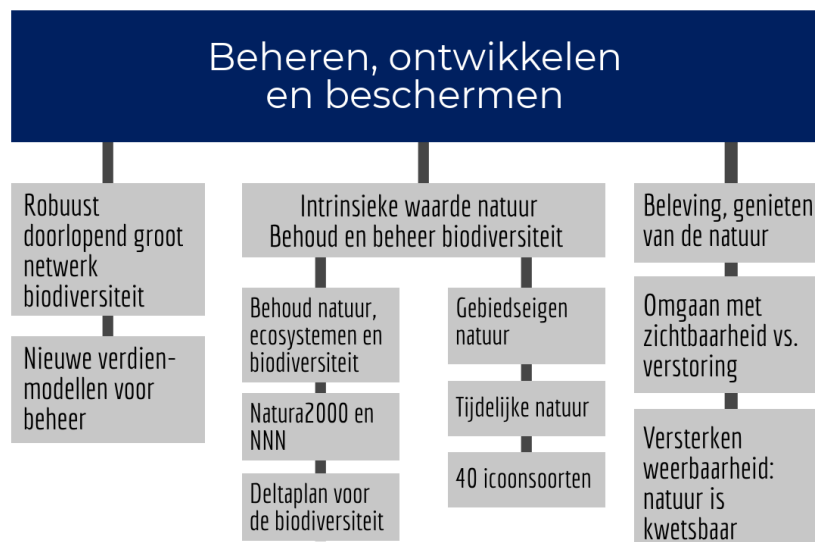 Beheren, ontwikkelen
en beschermen
Robuust
doorlopend groot
netwerk
biodiversiteit
Nieuwe verdien-
modellen voor
beheer
Intrinsieke waarde natuur
Behoud en beheer biodiversiteit
Behoud natuur,
ecosystemen en
biodiversiteit
Natura2000 en
NNN
Deltaplan voor
de biodiversiteit
Gebiedseigen
natuur
Tijdelijke natuur
40 icoonsoorten
Beleving, genieten
van de natuur
Omgaan met
zichtbaarheid vs.
verstoring
Versterken
weerbaarheid:
natuur is
kwetsbaar